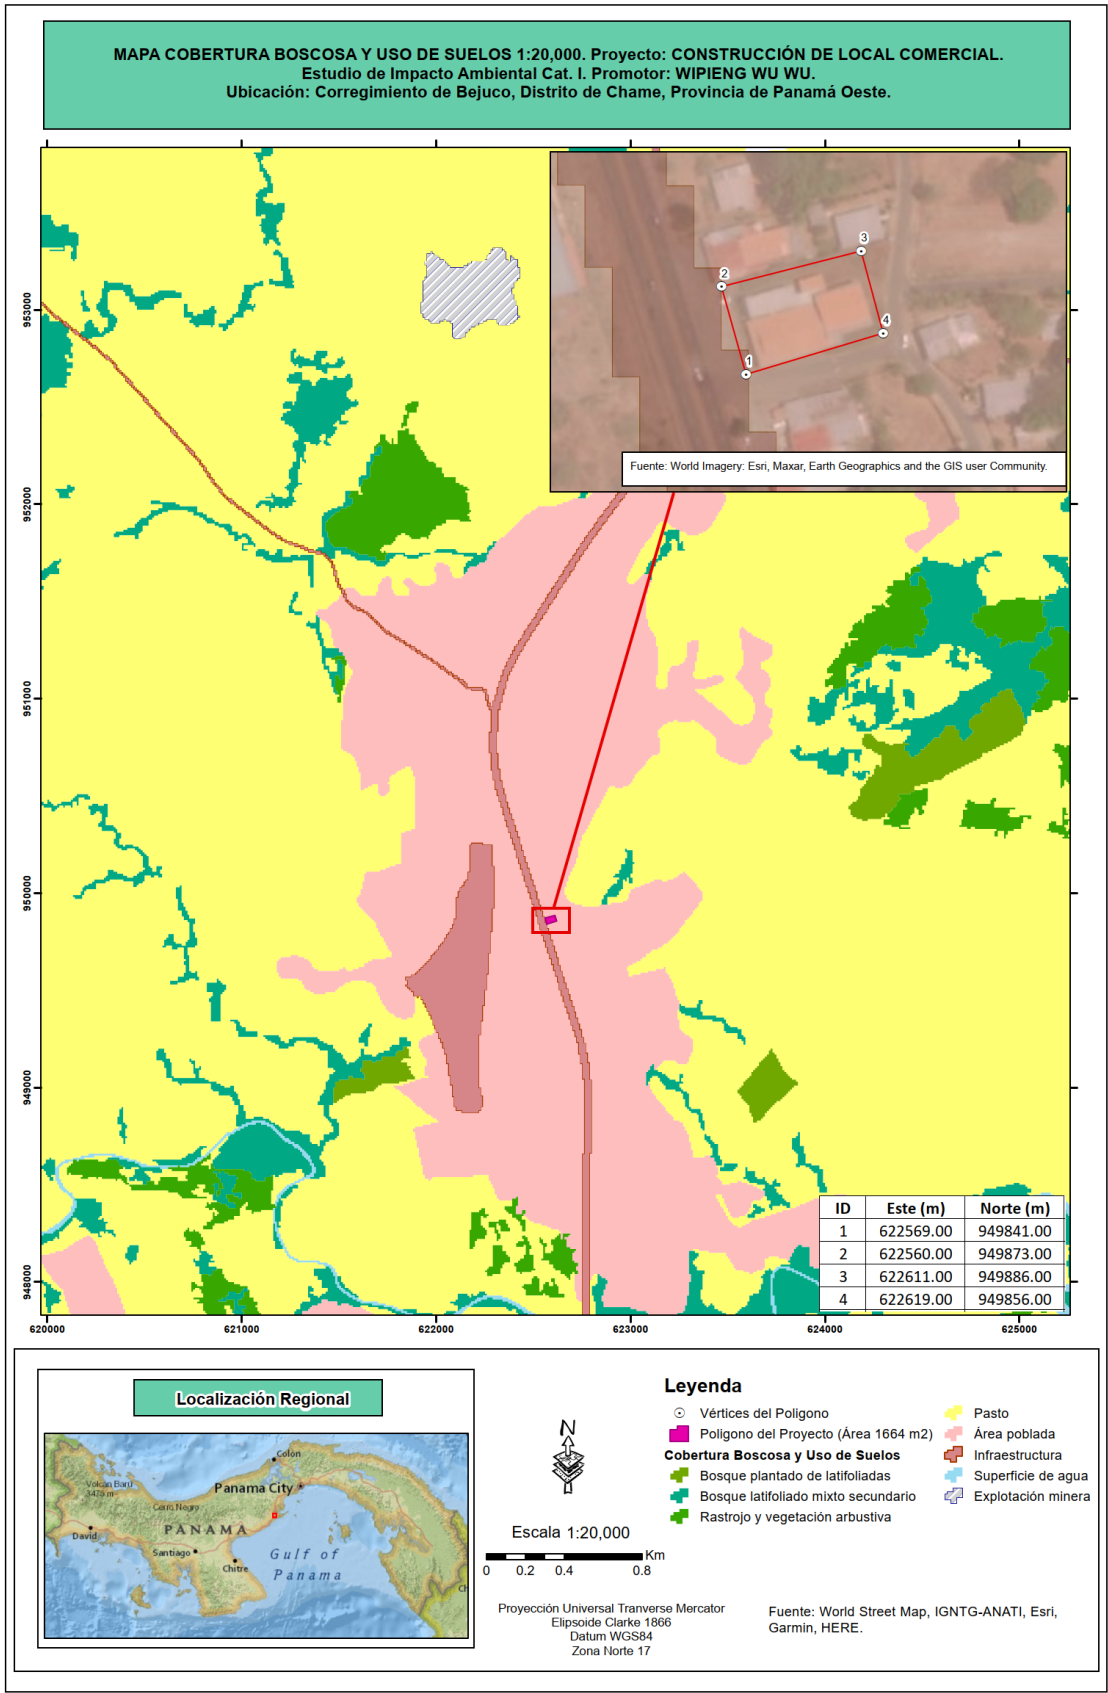 MAPA COBERTURA BOSCOSA Y USO DE SUELOS 1:20,000. Proyecto: CONSTRUCCIÓN DE LOCAL COMERCIAL.
Estudio de Impacto Ambiental Cat. I. Promotor: WIPIENG WU WU.
Ubicación: Corregimiento de Bejuco, Distrito de Chame, Provincia de Panamá Oeste.
3
2
4
1
Fuente: World Imagery: Esri, Maxar, Earth Geographics and the GIS user Community.
953000
952000
951000
950000
949000
948000
ID Este (m) Norte (m)
1 622569.00 949841.00
2 622560.00 949873.00
3 622611.00 949886.00
4 622619.00 949856.00
620000 621000 622000 623000 624000 625000
Localización Regional
Colón
Panama City
Volcán Barú
3475 m
Cerro Negro
PANAMA
David
Santiago
Chitre
Gulf of
Panama
Ch
N
Escala 1:20,000
Km
0 0.2 0.4 0.8
Proyección Universal Tranverse Mercator
Elipsoide Clarke 1866
Datum WGS84
Zona Norte 17
Leyenda
Vértices del Poligono
Poligono del Proyecto (Área 1664 m2)
Cobertura Boscosa y Uso de Suelos
Bosque plantado de latifoliadas
Bosque latifoliado mixto secundario
Rastrojo y vegetación arbustiva
Pasto
Área poblada
Infraestructura
Superficie de agua
Explotación minera
Fuente: World Street Map, IGNTG-ANATI, Esri,
Garmin, HERE.